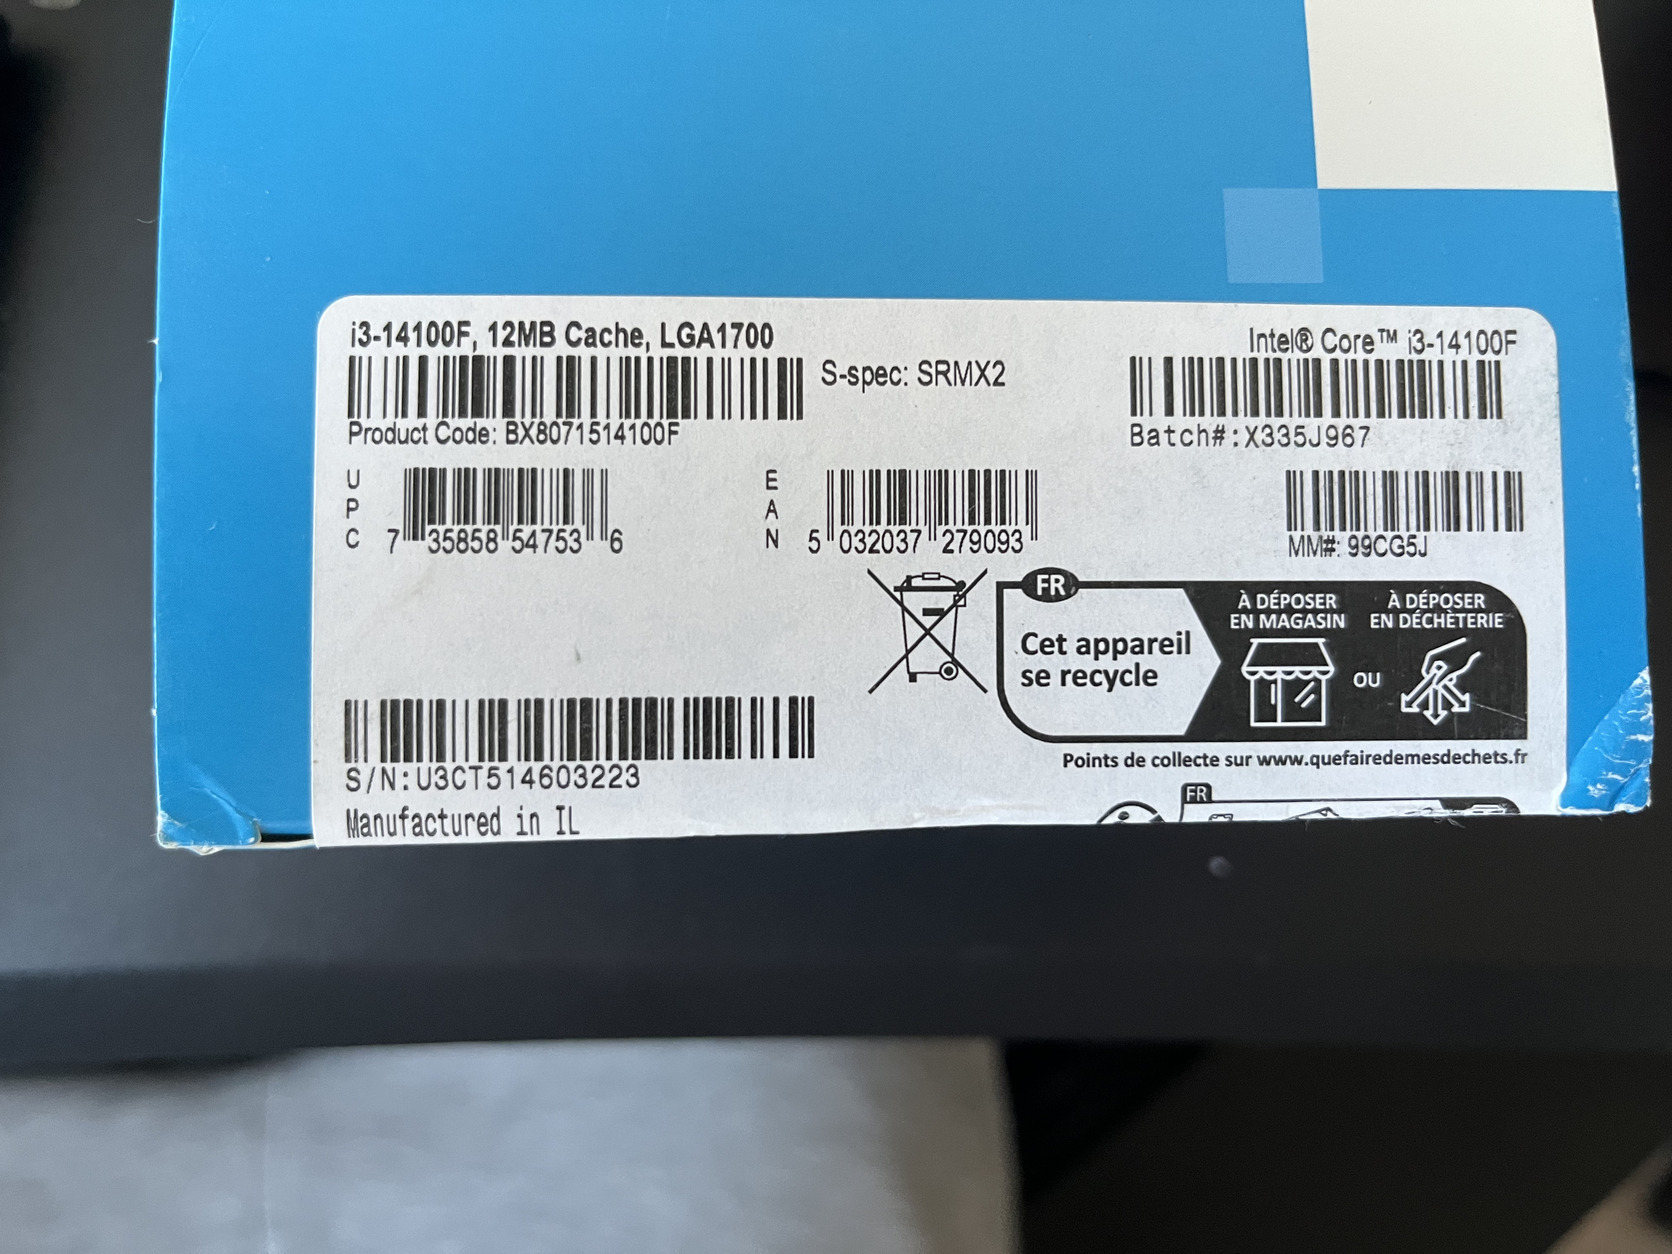 i3-14100F, 12MB Cache, LGA1700
Intel® Core™ i3-14100F
S-spec: SRMX2
Product Code: BX8071514100F
Batch#:X335J967
UPC
7 35858 54753 6
EAN
5 032037 279093
MM#: 99CG5J
FR
Cet appareil
se recycle
À DÉPOSER
EN MAGASIN
OU
À DÉPOSER
EN DÉCHÈTERIE
Points de collecte sur www.quefairedemesdechets.fr
S/N:U3CT514603223
Manufactured in IL
FR